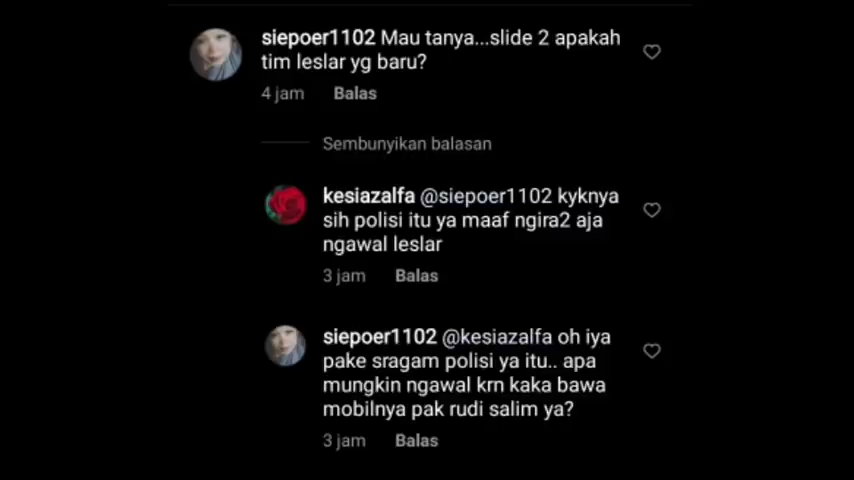 siepoer1102 Mau tanya...slide 2 apakah
tim leslar yg baru?
4 jam Balas
Sembunyikan balasan
kesiazalfa @siepoer1102 kyknya
sih polisi itu ya maaf ngira2 aja
ngawal leslar
3 jam Balas
siepoer1102 @kesiazalfa oh iya
pake sragam polisi ya itu.. apa
mungkin ngawal krn kaka bawa
mobilnya pak rudi salim ya?
3 jam Balas